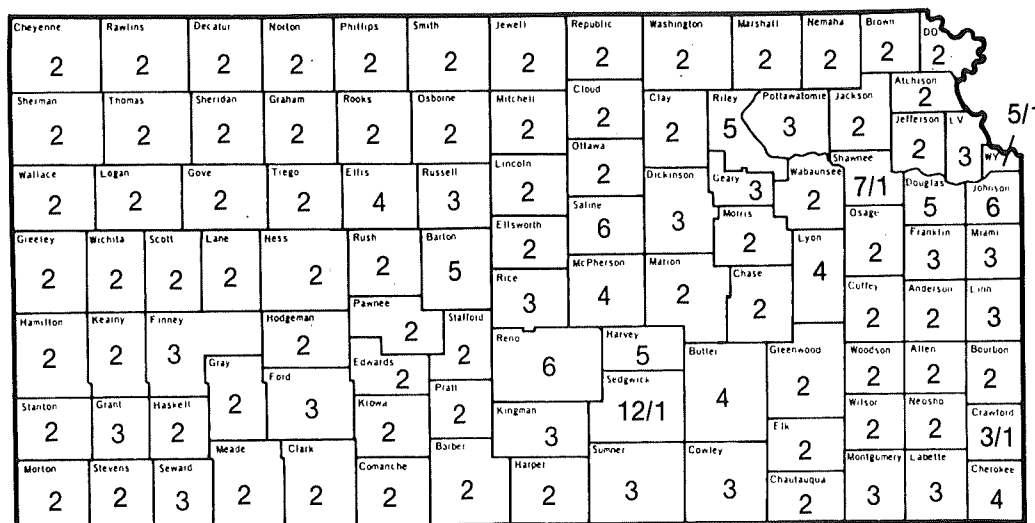 Cheyenne Rawlins Decatur Norton Phillips Smith Jewell Republic Washington Marshall Nemaha Brown DO
2 2 2 2 2 2 2 2 2 2 2 2 2
Sherman Thomas Sheridan Graham Rooks Osborne Mitchell Cloud Clay Riley Pottawatomie Jackson Atchison
2 2 2 2 2 2 2 2 2 5 3 2 2
Jefferson LV WY
2 3 5/1
Wallace Logan Gove Trego Ellis Russell Lincoln Ottawa Dickinson Geary Wabaunsee Shawnee Douglas Johnson
2 2 2 2 4 3 2 2 3 3 2 7/1 5 6
Greeley Wichita Scott Lane Ness Rush Barton Ellsworth Saline Morris Lyon Osage Franklin Miami
2 2 2 2 2 2 5 2 6 2 4 2 3 3
Hamilton Kearny Finney Hodgeman Pawnee Stafford Rice McPherson Marion Chase Coffey Anderson Linn
2 2 3 2 2 2 3 4 2 2 2 2 3
Gray Ford Edwards Reno Harvey Butler Greenwood Woodson Allen Bourbon
2 3 2 6 5 4 2 2 2 2
Stanton Grant Haskell Kiowa Pratt Kingman Sedgwick Elk Wilson Neosho Crawford
2 3 2 2 2 3 12/1 2 2 2 3/1
Morton Stevens Seward Meade Clark Comanche Barber Harper Sumner Cowley Chautauqua Montgomery Labette Cherokee
2 2 3 2 2 2 2 2 3 3 2 3 3 4